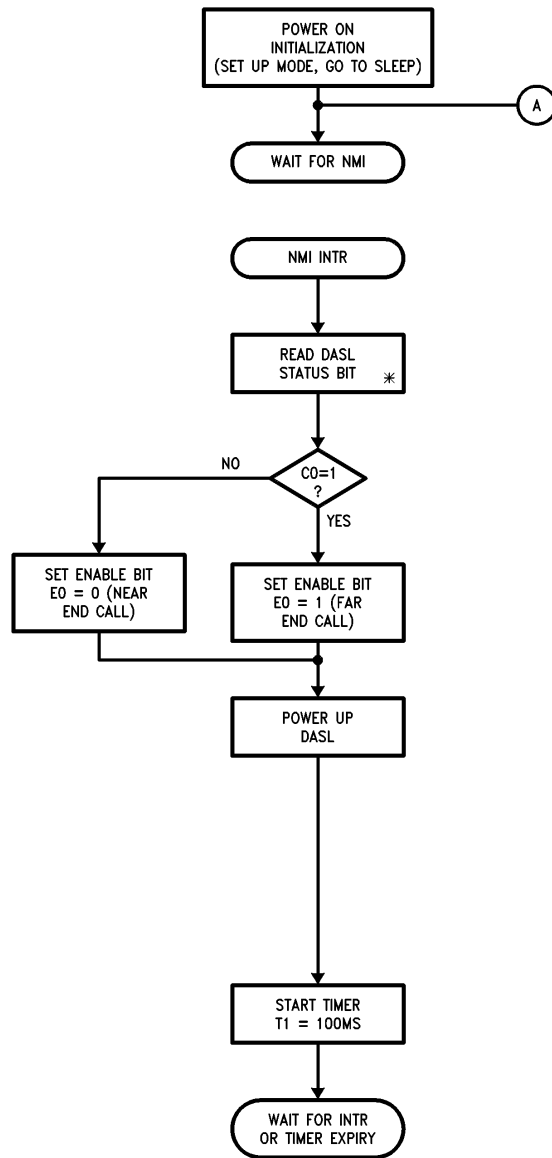 POWER ON
INITIALIZATION
(SET UP MODE, GO TO SLEEP)
A
WAIT FOR NMI
NMI INTR
READ DASL
STATUS BIT *
NO
C0=1
?
YES
SET ENABLE BIT
E0 = 0 (NEAR
END CALL)
SET ENABLE BIT
E0 = 1 (FAR
END CALL)
POWER UP
DASL
START TIMER
T1 = 100MS
WAIT FOR INTR
OR TIMER EXPIRY